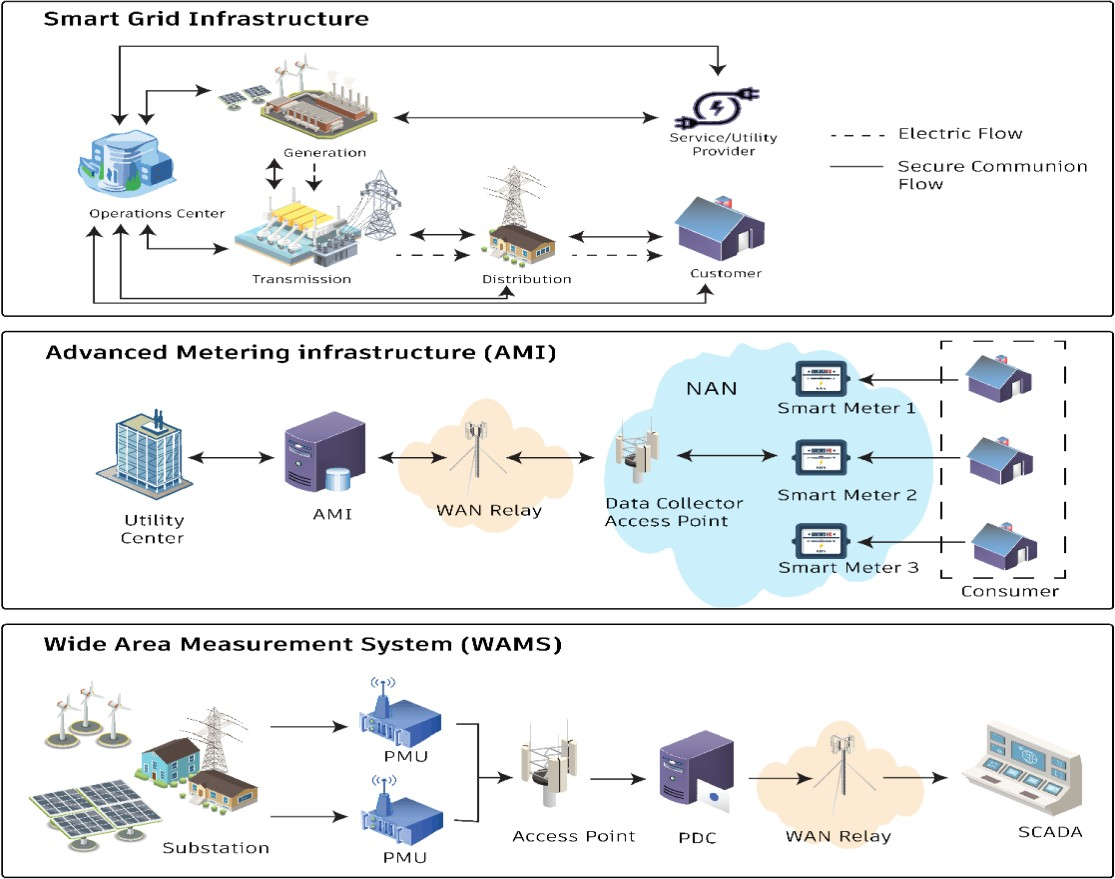 Smart Grid Infrastructure
Generation
Service/Utility
Provider
Electric Flow
Secure Communion
Flow
Operations Center
Transmission
Distribution
Customer
Advanced Metering infrastructure (AMI)
NAN
Smart Meter 1
Utility
Center
AMI
WAN Relay
Data Collector
Access Point
Smart Meter 2
Smart Meter 3
Consumer
Wide Area Measurement System (WAMS)
PMU
Substation
PMU
Access Point
PDC
WAN Relay
SCADA